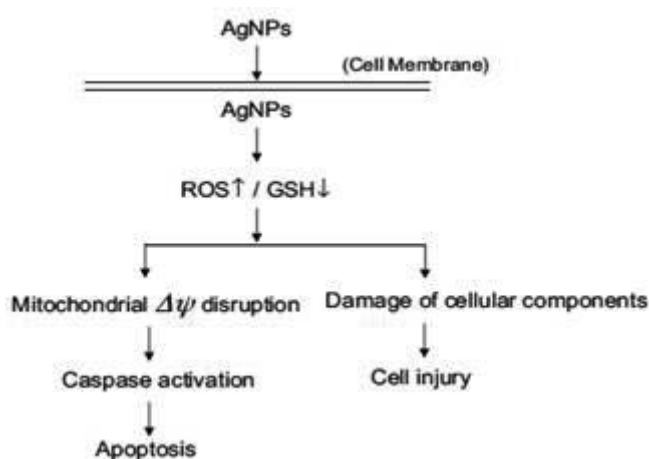 AgNPs
(Cell Membrane)
AgNPs
ROS↑ / GSH↓
Mitochondrial Δψ disruption
Damage of cellular components
Caspase activation
Cell injury
Apoptosis